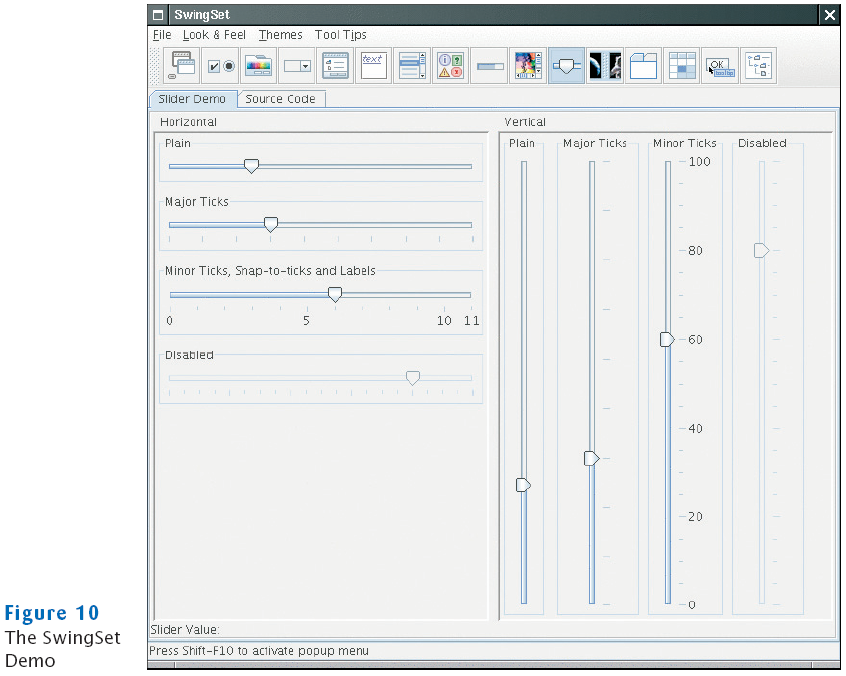 SwingSet
File Look & Feel Themes Tool Tips
text
OK
tooltip
Slider Demo Source Code
Horizontal
Plain
Major Ticks
Minor Ticks, Snap-to-ticks and Labels
0 5 10 11
Disabled
Vertical
Plain Major Ticks Minor Ticks Disabled
100
80
60
40
20
0
Slider Value:
Press Shift-F10 to activate popup menu
Figure 10
The SwingSet
Demo